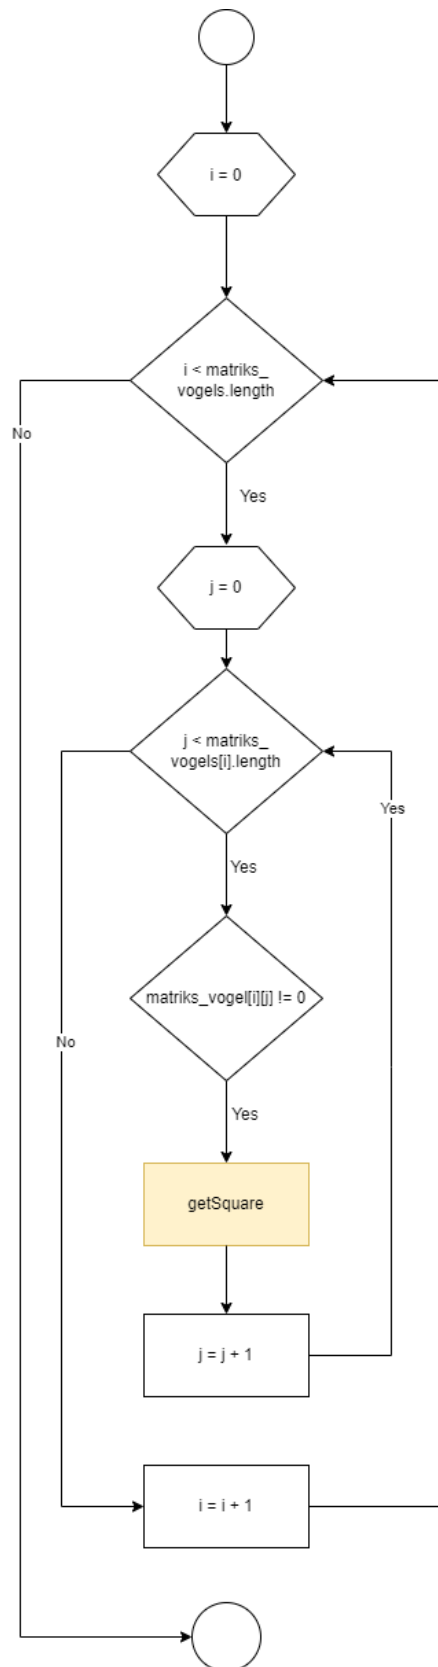 i = 0
i < matriks_
vogels.length
No
Yes
j = 0
j < matriks_
vogels[i].length
Yes
Yes
matriks_vogel[i][j] != 0
No
Yes
getSquare
j = j + 1
i = i + 1